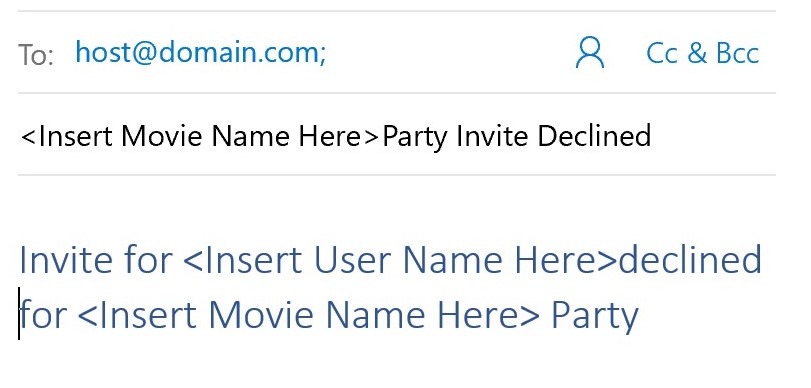 To: host@domain.com; Cc & Bcc
<Insert Movie Name Here>Party Invite Declined
Invite for <Insert User Name Here>declined
for <Insert Movie Name Here> Party